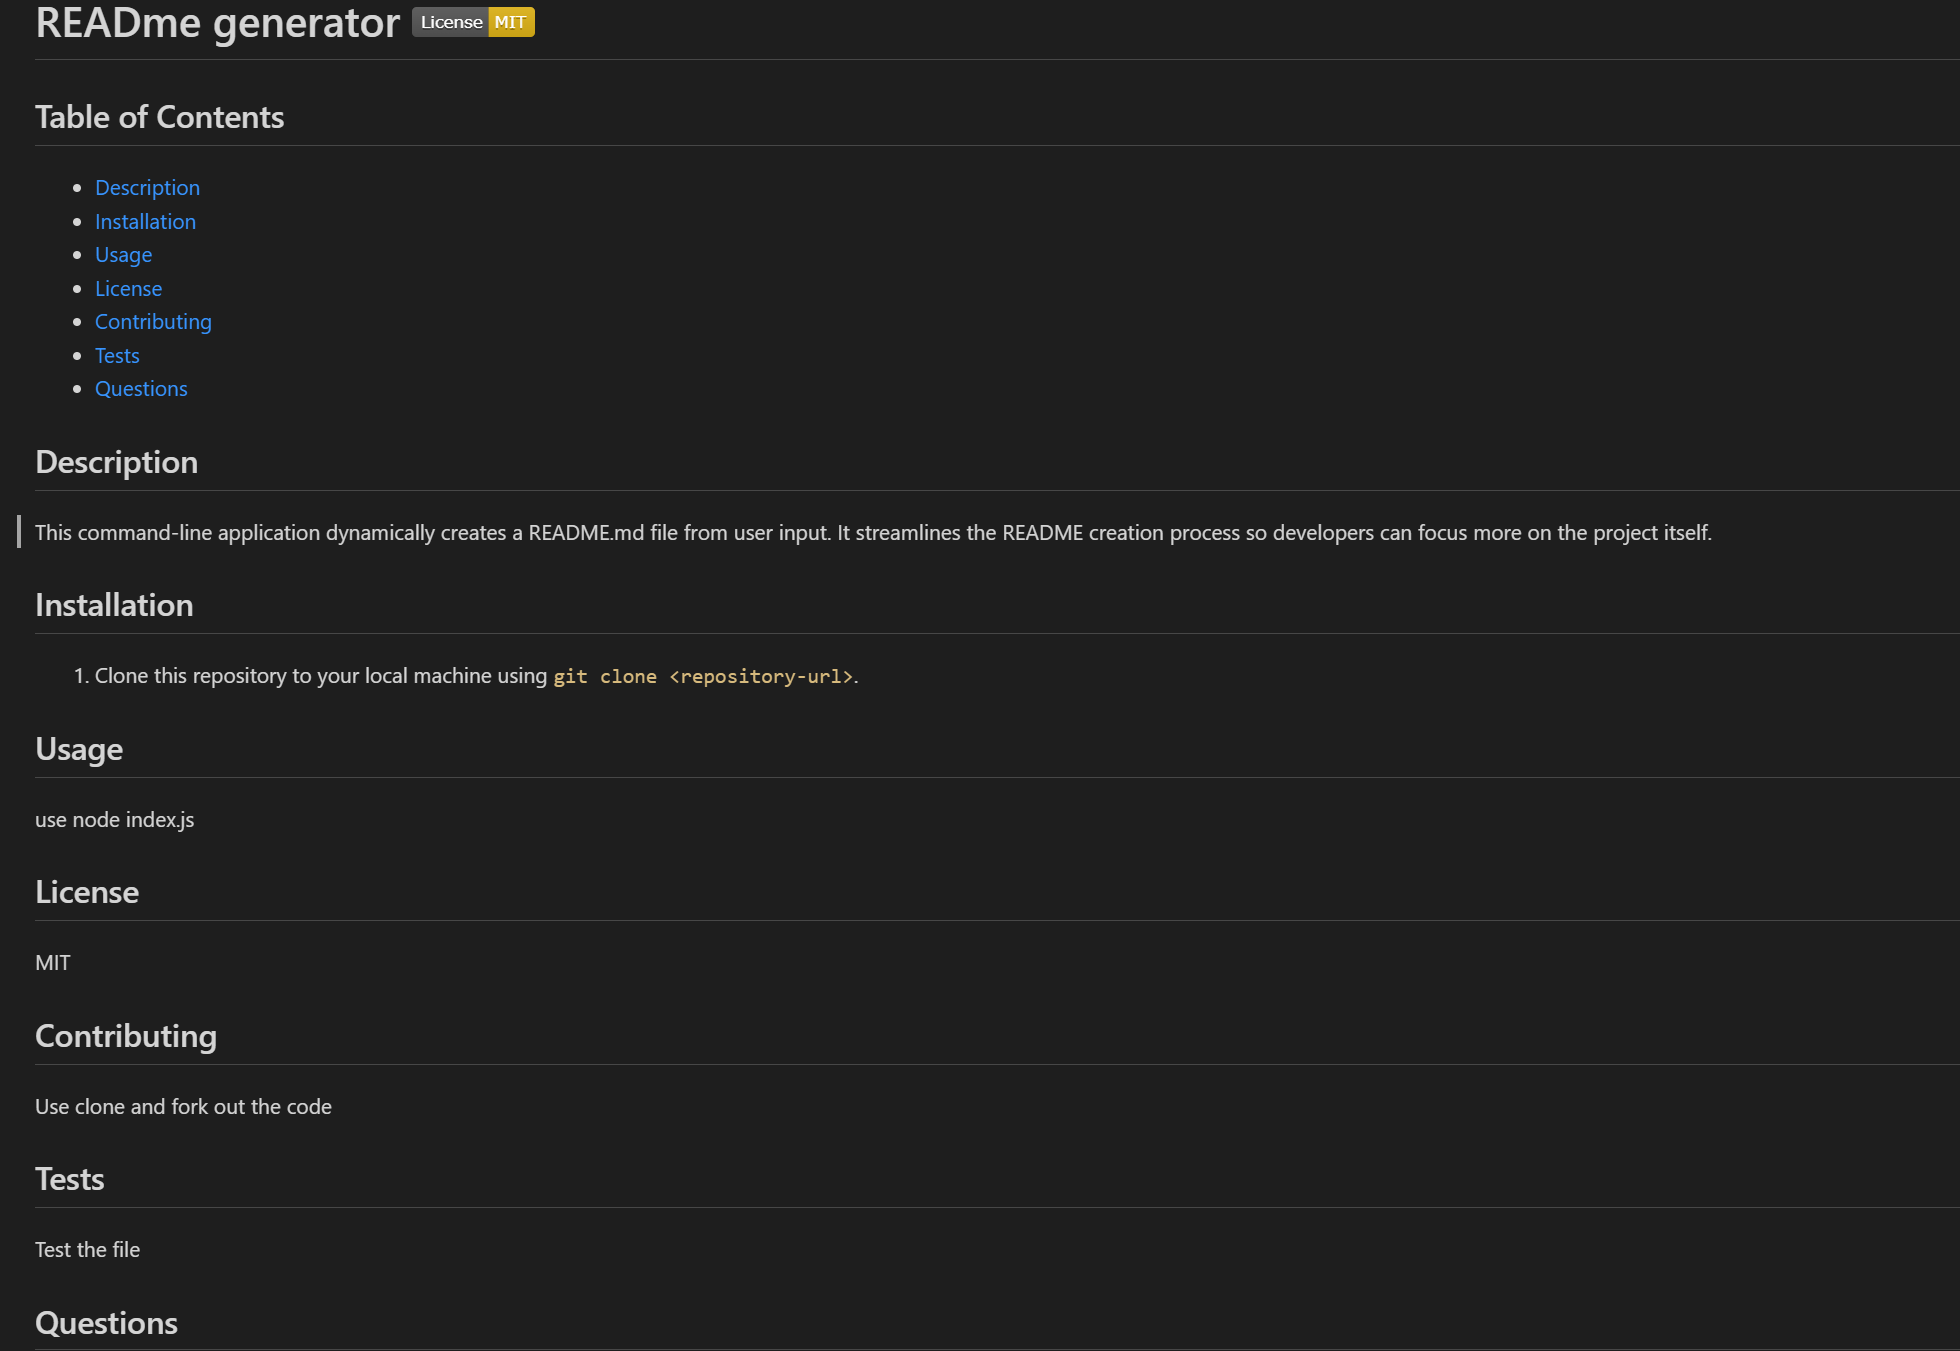 READme generator License MIT
Table of Contents
Description
Installation
Usage
License
Contributing
Tests
Questions
Description
This command-line application dynamically creates a README.md file from user input. It streamlines the README creation process so developers can focus more on the project itself.
Installation
1. Clone this repository to your local machine using git clone <repository-url>.
Usage
use node index.js
License
MIT
Contributing
Use clone and fork out the code
Tests
Test the file
Questions